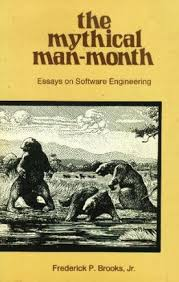 the
mythical
man-month
Essays on Software Engineering
Frederick P. Brooks, Jr.